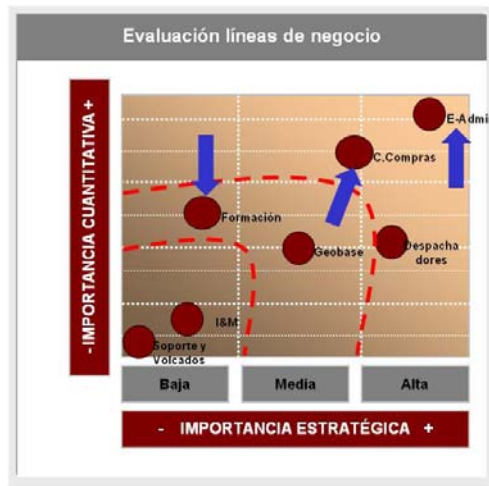 Evaluación líneas de negocio
- IMPORTANCIA CUANTITATIVA +
E-Admi
C.Compras
Formación
Geobase
Despacha
dores
I&M
Soporte y
Volcados
Baja
Media
Alta
- IMPORTANCIA ESTRATÉGICA +